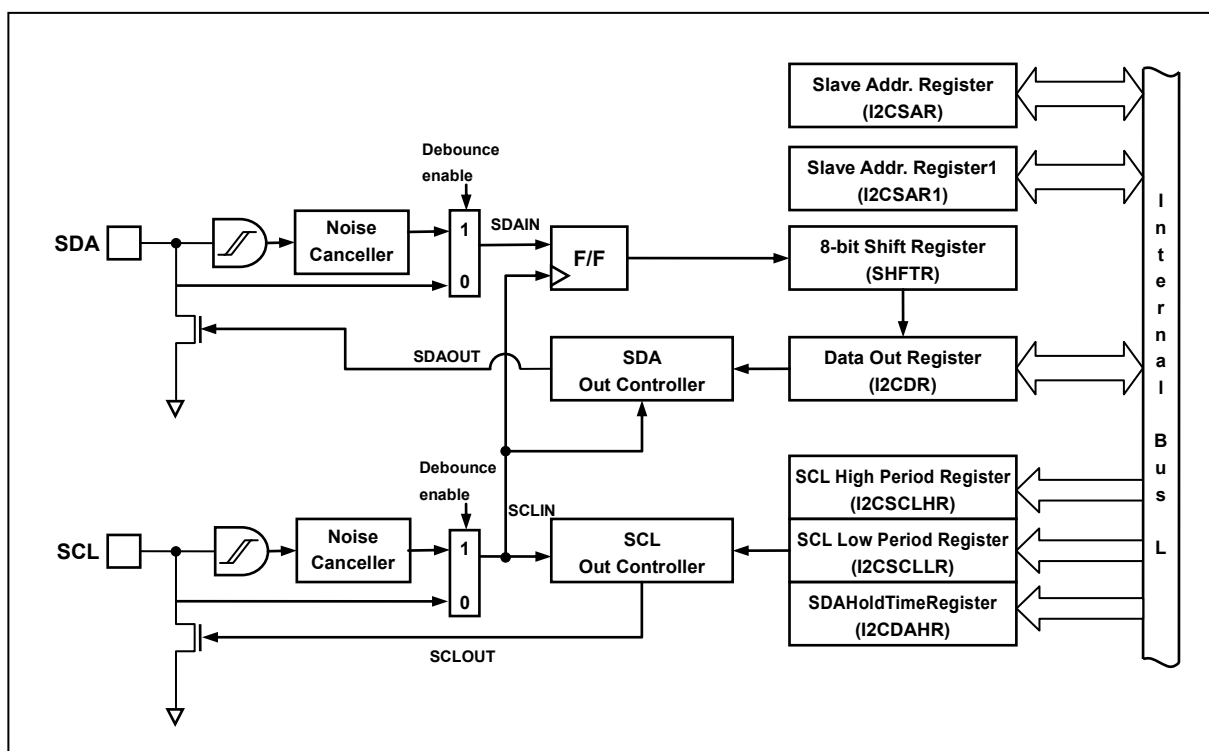 Slave Addr. Register
(I2CSAR)
Slave Addr. Register1
(I2CSAR1)
Debounce
enable
SDA
Noise
Canceller
1
0
SDAIN
F/F
8-bit Shift Register
(SHFTR)
SDAOUT
SDA
Out Controller
Data Out Register
(I2CDR)
Debounce
enable
SCL
Noise
Canceller
1
0
SCLIN
SCL
Out Controller
SCLOUT
SCL High Period Register
(I2CSCLHR)
SCL Low Period Register
(I2CSCLLR)
SDAHoldTimeRegister
(I2CDAHR)
Internal Bus L